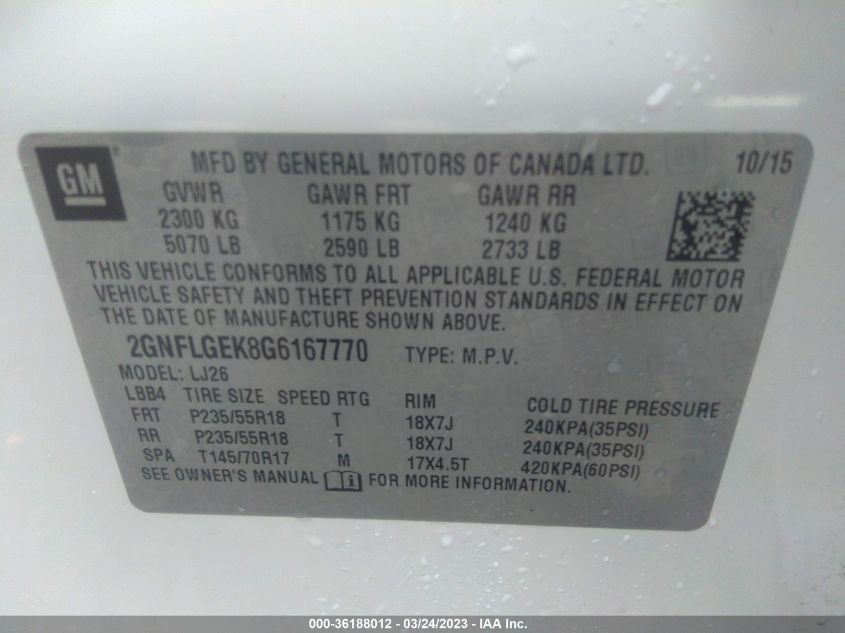 GM
MFD BY GENERAL MOTORS OF CANADA LTD. 10/15
GVWR GAWR FRT GAWR RR
2300 KG 1175 KG 1240 KG
5070 LB 2590 LB 2733 LB
THIS VEHICLE CONFORMS TO ALL APPLICABLE U.S. FEDERAL MOTOR
VEHICLE SAFETY AND THEFT PREVENTION STANDARDS IN EFFECT ON
THE DATE OF MANUFACTURE SHOWN ABOVE.
2GNFLGEK8G6167770 TYPE: M.P.V.
MODEL: LJ26
LBB4 TIRE SIZE SPEED RTG RIM COLD TIRE PRESSURE
FRT P235/55R18 T 18X7J 240KPA(35PSI)
RR P235/55R18 T 18X7J 240KPA(35PSI)
SPA T145/70R17 M 17X4.5T 420KPA(60PSI)
SEE OWNER'S MANUAL FOR MORE INFORMATION.
000-36188012 - 03/24/2023 - IAA Inc.